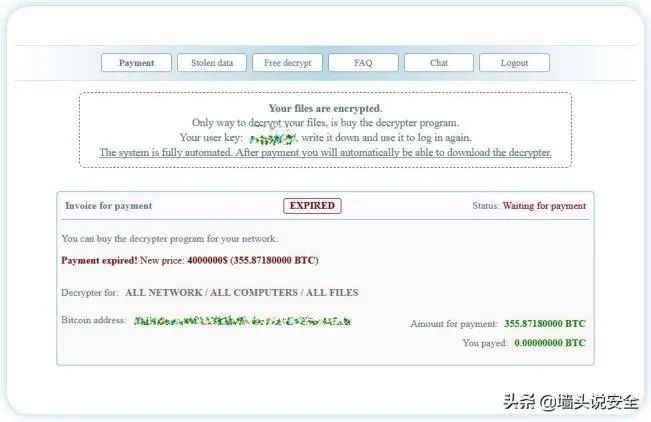 Payment Stolen data Free decrypt FAQ Chat Logout
Your files are encrypted.
Only way to decrypt your files, is buy the decrypter program.
Your user key: , write it down and use it to log in again.
The system is fully automated. After payment you will automatically be able to download the decrypter.
Invoice for payment EXPIRED Status: Waiting for payment
You can buy the decrypter program for your network.
Payment expired! New price: 4000000$ (355.87180000 BTC)
Decrypter for: ALL NETWORK / ALL COMPUTERS / ALL FILES
Bitcoin address:
Amount for payment: 355.87180000 BTC
You payed: 0.00000000 BTC
头条 @墙头说安全